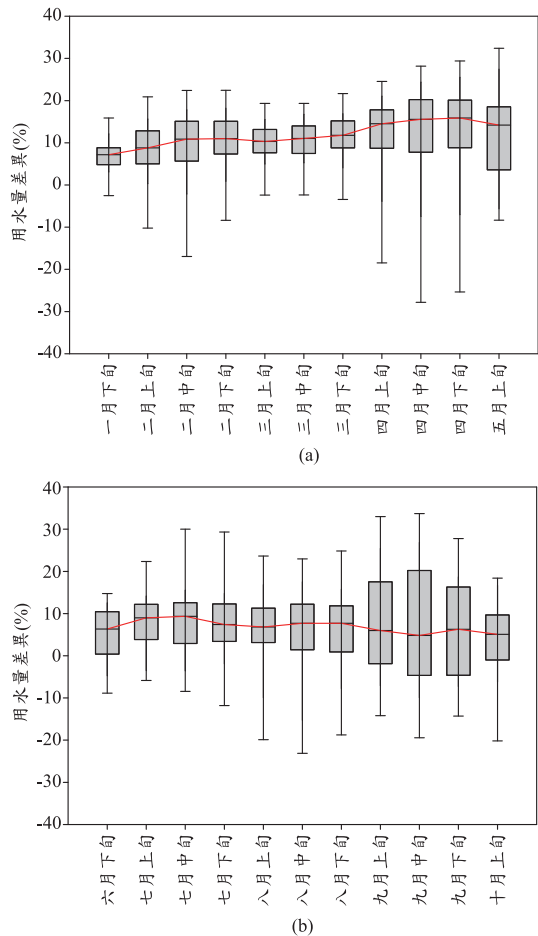 40
30
20
10
0
-10
-20
-30
-40
用水量差異(%)
一月下旬
二月上旬
二月中旬
二月下旬
三月上旬
三月中旬
三月下旬
四月上旬
四月中旬
四月下旬
五月上旬
(a)
40
30
20
10
0
-10
-20
-30
-40
用水量差異(%)
六月下旬
七月上旬
七月中旬
七月下旬
八月上旬
八月中旬
八月下旬
九月上旬
九月中旬
九月下旬
十月上旬
(b)